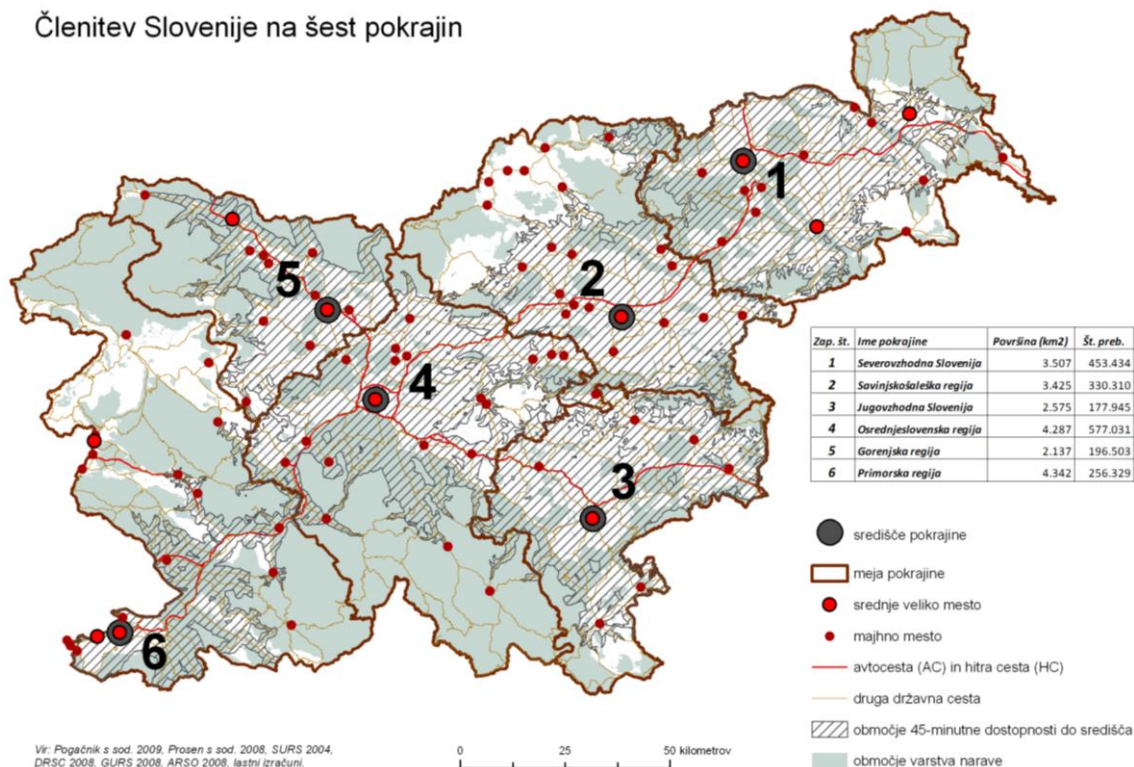 Členitev Slovenije na šest pokrajin
1
2
5
4
3
6
Zap. št. Ime pokrajine Površina (km2) Št. preb.
1 Severovzhodna Slovenija 3.507 453.434
2 Savinjskošaleška regija 3.425 330.310
3 Jugovzhodna Slovenija 2.575 177.945
4 Osrednjeslovenska regija 4.287 577.031
5 Gorenjska regija 2.137 196.503
6 Primorska regija 4.342 256.329
središče pokrajine
meja pokrajine
srednje veliko mesto
majhno mesto
avtocesta (AC) in hitra cesta (HC)
druga državna cesta
območje 45-minutne dostopnosti do središča
območje varstva narave
Vir: Pogačnik s sod. 2009, Prosen s sod. 2008, SURS 2004,
DRSC 2008, GURS 2008, ARSO 2008, lastni izračuni.
0 25 50 kilometrov